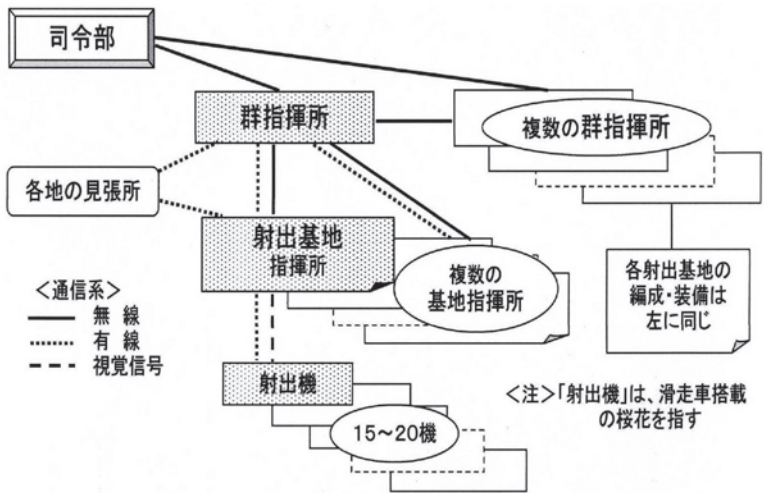 司令部
群指揮所
複数の群指揮所
各地の見張所
射出基地
指揮所
複数の
基地指揮所
各射出基地の
編成・装備は
左に同じ
＜通信系＞
無 線
有 線
視覚信号
射出機
15～20機
＜注＞「射出機」は、滑走車搭載
の桜花を指す